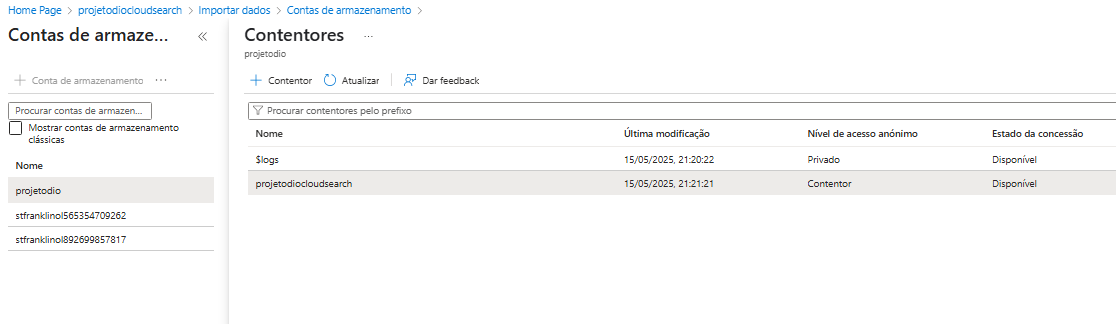 Home Page > projetodiocloudsearch > Importar dados > Contas de armazenamento >
Contas de armaze... «
+ Conta de armazenamento ...
Procurar contas de armazen...
Mostrar contas de armazenamento
clássicas
Nome
projetodio
stfranklinol565354709262
stfranklinol892699857817
Contentores ...
projetodio
+ Contentor Atualizar Dar feedback
Procurar contentores pelo prefixo
Nome Última modificação Nível de acesso anónimo Estado da concessão
$logs 15/05/2025, 21:20:22 Privado Disponível
projetodiocloudsearch 15/05/2025, 21:21:21 Contentor Disponível